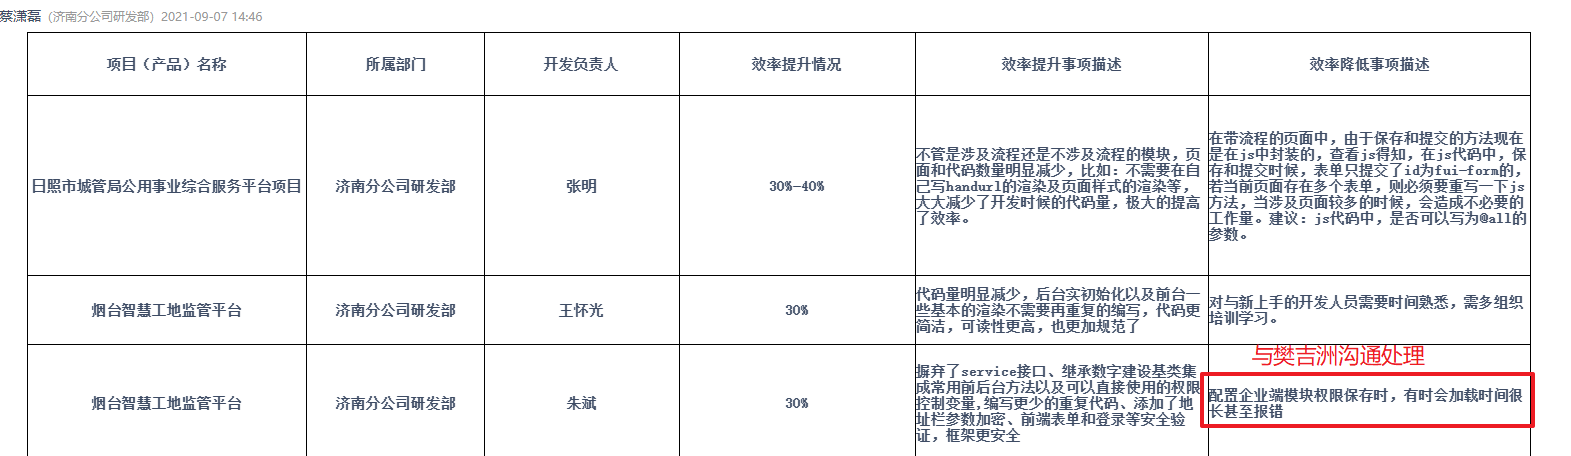 蔡潇磊（济南分公司研发部）2021-09-07 14:46
项目（产品）名称
所属部门
开发负责人
效率提升情况
效率提升事项描述
效率降低事项描述
日照市城管局公用事业综合服务平台项目
济南分公司研发部
张明
30%-40%
不管是涉及流程还是不涉及流程的模块，页
面和代码数量明显减少，比如：不需要在自
己写handurl的渲染及页面样式的渲染等，
大大减少了开发时候的代码量，极大的提高
了效率。
在带流程的页面中，由于保存和提交的方法现在
是在js中封装的，查看js得知，在js代码中，保
存和提交时候，表单只提交了id为fui-form的，
若当前页面存在多个表单，则必须要重写一下js
方法，当涉及页面较多的时候，会造成不必要的
工作量。建议：js代码中，是否可以写为@all的
参数。
烟台智慧工地监管平台
济南分公司研发部
王怀光
30%
代码量明显减少，后台实初始化以及前台一
些基本的渲染不需要再重复的编写，代码更
简洁，可读性更高，也更加规范了
对与新上手的开发人员需要时间熟悉，需多组织
培训学习。
与樊吉洲沟通处理
烟台智慧工地监管平台
济南分公司研发部
朱斌
30%
摒弃了service接口、继承数字建设基类集
成常用前后台方法以及可以直接使用的权限
控制变量,编写更少的重复代码、添加了地
址栏参数加密、前端表单和登录等安全验
证，框架更安全
配置企业端模块权限保存时，有时会加载时间很
长甚至报错